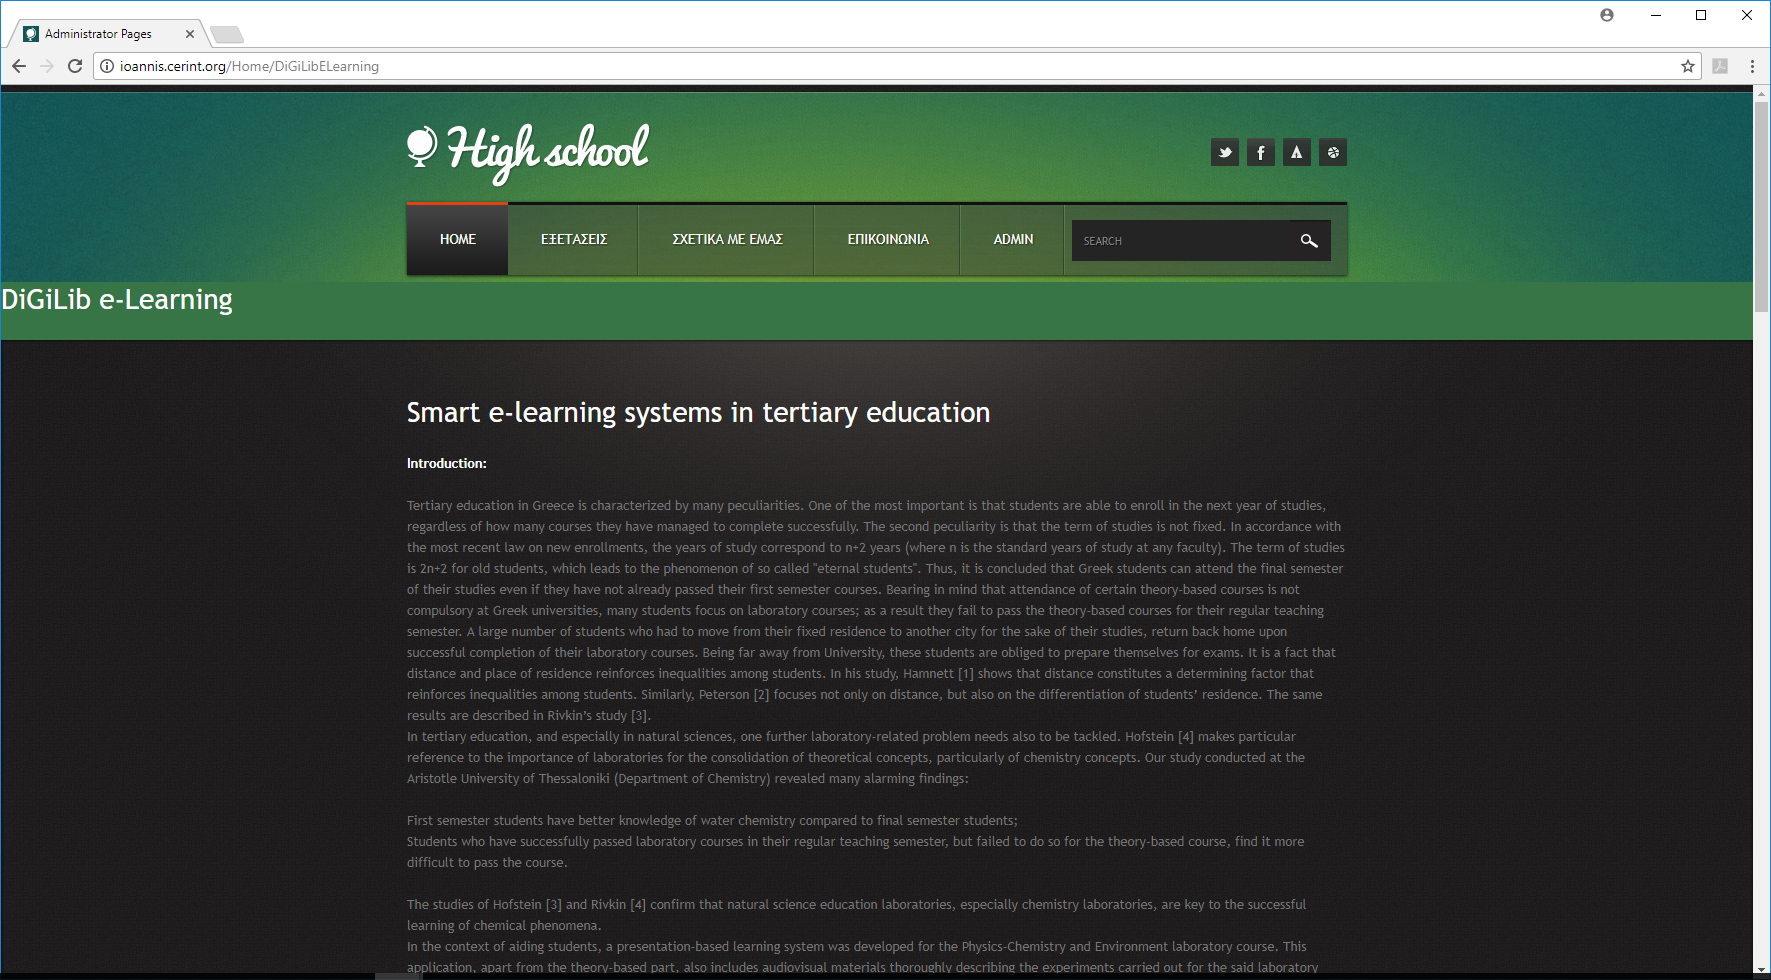 Administrator Pages
ioannis.cerint.org/Home/DiGiLibELearning
High school
HOME
ΕΞΕΤΑΣΕΙΣ
ΣΧΕΤΙΚΑ ΜΕ ΕΜΑΣ
ΕΠΙΚΟΙΝΩΝΙΑ
ADMIN
SEARCH
DiGiLib e-Learning
Smart e-learning systems in tertiary education
Introduction:
Tertiary education in Greece is characterized by many peculiarities. One of the most important is that students are able to enroll in the next year of studies,
regardless of how many courses they have managed to complete successfully. The second peculiarity is that the term of studies is not fixed. In accordance with
the most recent law on new enrollments, the years of study correspond to n+2 years (where n is the standard years of study at any faculty). The term of studies
is 2n+2 for old students, which leads to the phenomenon of so called "eternal students". Thus, it is concluded that Greek students can attend the final semester
of their studies even if they have not already passed their first semester courses. Bearing in mind that attendance of certain theory-based courses is not
compulsory at Greek universities, many students focus on laboratory courses; as a result they fail to pass the theory-based courses for their regular teaching
semester. A large number of students who had to move from their fixed residence to another city for the sake of their studies, return back home upon
successful completion of their laboratory courses. Being far away from University, these students are obliged to prepare themselves for exams. It is a fact that
distance and place of residence reinforces inequalities among students. In his study, Hamnett [1] shows that distance constitutes a determining factor that
reinforces inequalities among students. Similarly, Peterson [2] focuses not only on distance, but also on the differentiation of students’ residence. The same
results are described in Rivkin’s study [3].
In tertiary education, and especially in natural sciences, one further laboratory-related problem needs also to be tackled. Hofstein [4] makes particular
reference to the importance of laboratories for the consolidation of theoretical concepts, particularly of chemistry concepts. Our study conducted at the
Aristotle University of Thessaloniki (Department of Chemistry) revealed many alarming findings:
First semester students have better knowledge of water chemistry compared to final semester students;
Students who have successfully passed laboratory courses in their regular teaching semester, but failed to do so for the theory-based course, find it more
difficult to pass the course.
The studies of Hofstein [3] and Rivkin [4] confirm that natural science education laboratories, especially chemistry laboratories, are key to the successful
learning of chemical phenomena.
In the context of aiding students, a presentation-based learning system was developed for the Physics-Chemistry and Environment laboratory course. This
application, apart from the theory-based part, also includes audiovisual materials thoroughly describing the experiments carried out for the said laboratory